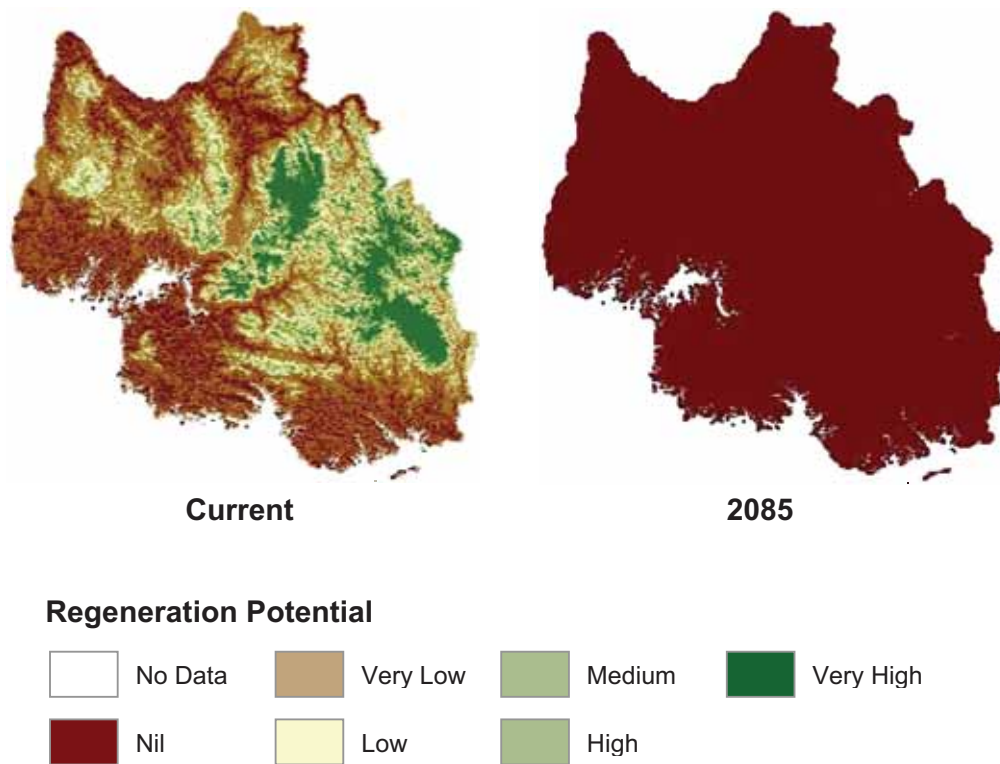 Current 2085
Regeneration Potential
No Data Very Low Medium Very High
Nil Low High